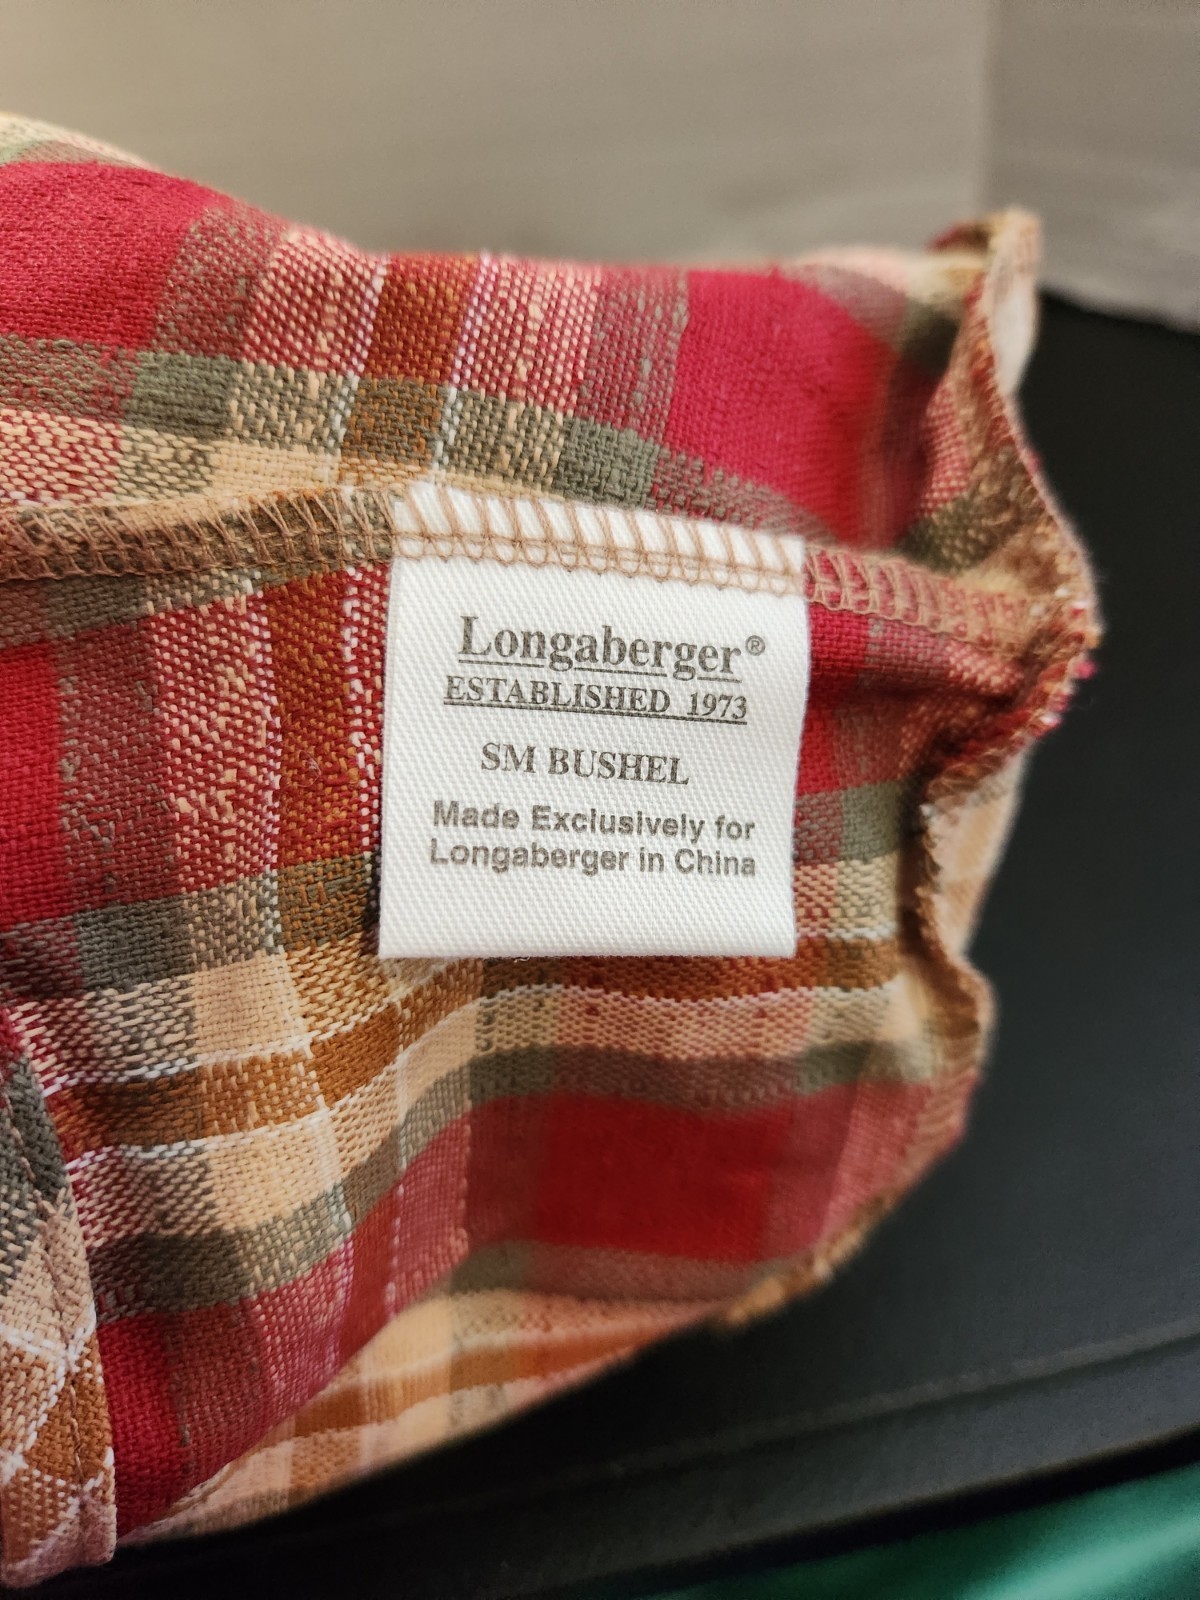 Longaberger®
ESTABLISHED 1973
SM BUSHEL
Made Exclusively for
Longaberger in China